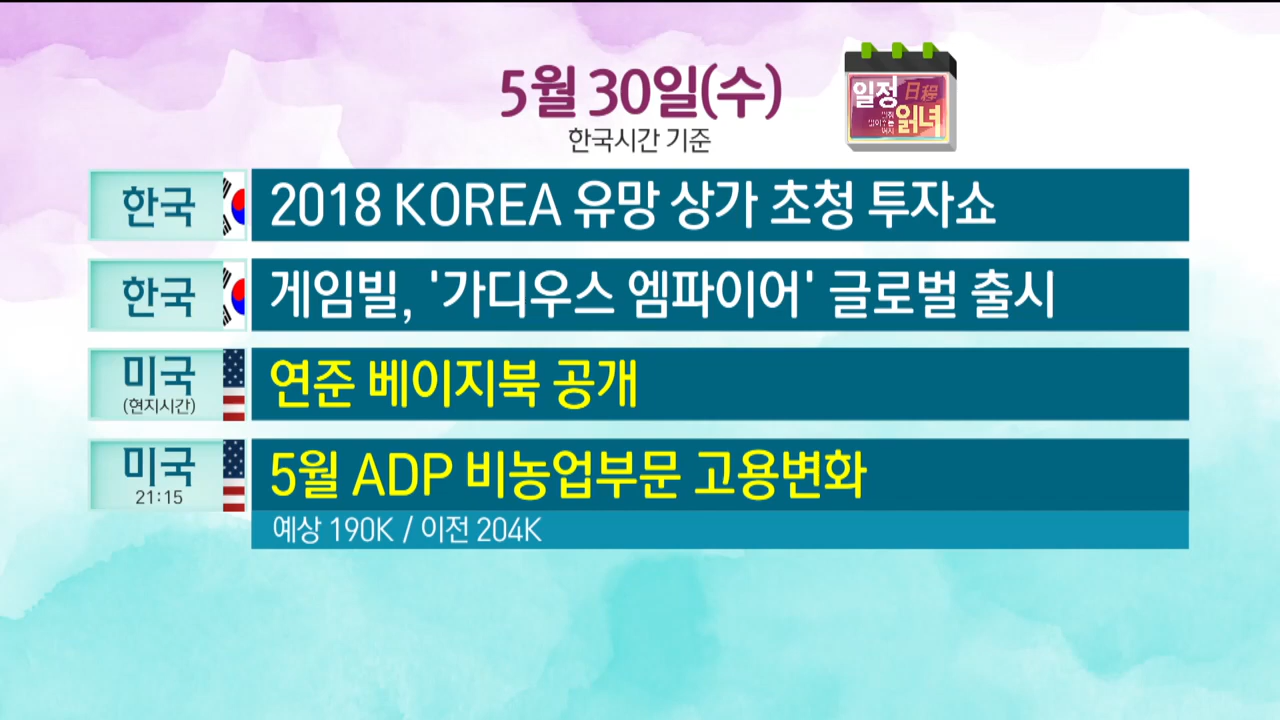 5월 30일(수)
한국시간 기준
일정 日程
읽녀
한국 2018 KOREA 유망 상가 초청 투자쇼
한국 게임빌, '가디우스 엠파이어' 글로벌 출시
미국 연준 베이지북 공개
(현지시간)
미국 5월 ADP 비농업부문 고용변화
21:15
예상 190K / 이전 204K